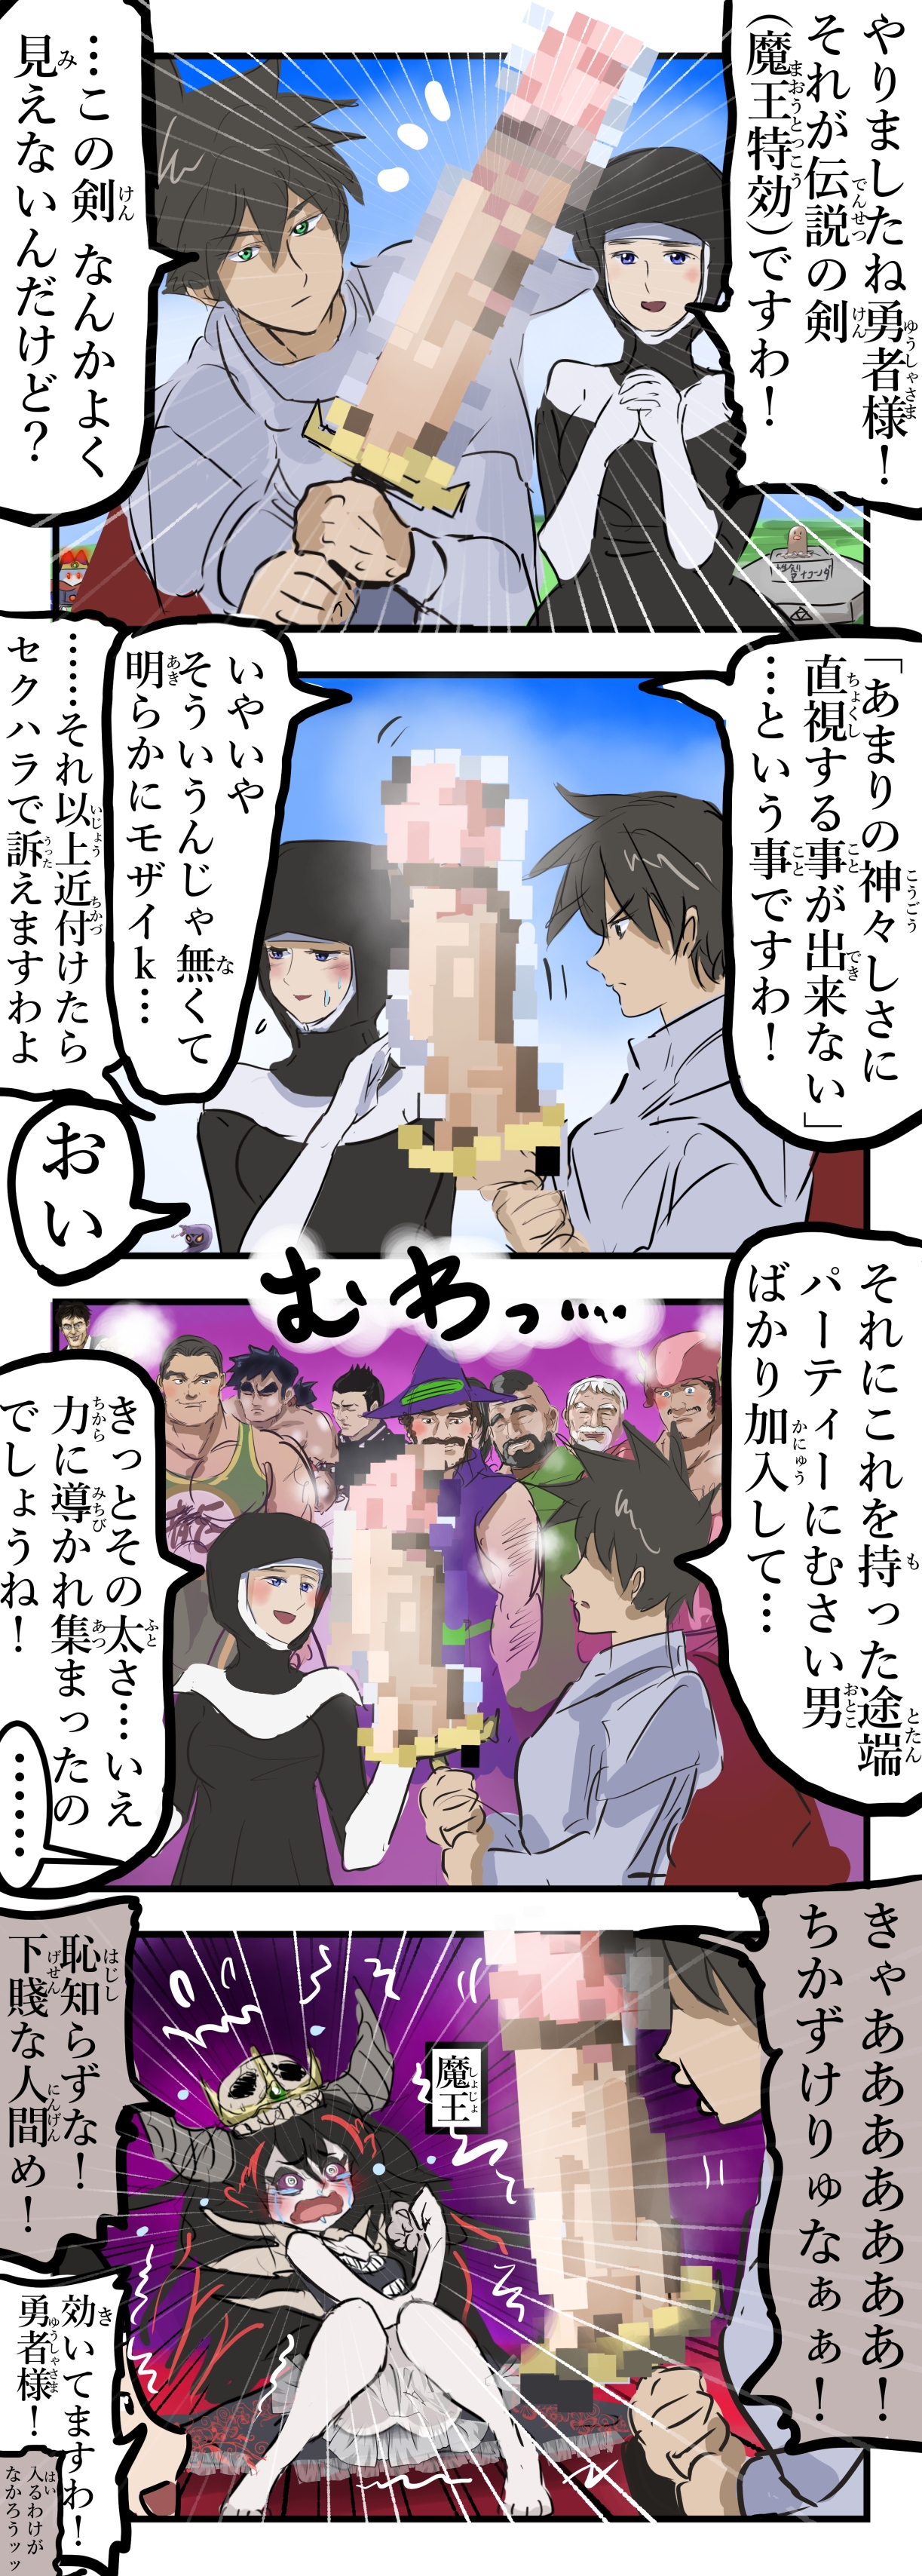 やりましたね勇者様！
それが伝説の剣
（魔王特効）ですわ！
…この剣 なんかよく
見えないんだけど？
「あまりの神々しさに
直視する事が出来ない」
…という事ですわ！
いやいや
そういうんじゃ無くて
明らかにモザイk…
……それ以上近付けたら
セクハラで訴えますわよ
おい
むわっ….
それにこれを持った途端
パーティーにむさい男
ばかり加入して…
きっとその太さ…いえ
力に導かれ集まったの
でしょうね！
……
きゃあああああああああ！
ちかずけりゅなぁぁ！
魔王
恥知らずな！
下賤な人間め！
効いてますわ！
勇者様！
入るわけが
なかろうッッ